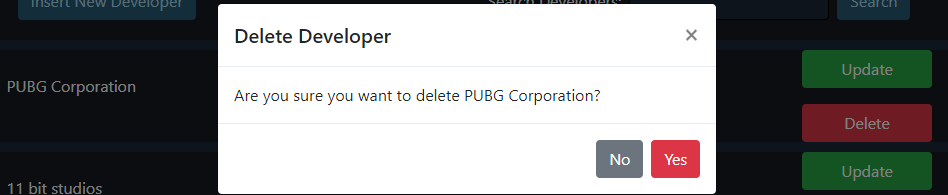 Insert New Developer
Search Developers:
Search
Delete Developer
×
PUBG Corporation
Update
Are you sure you want to delete PUBG Corporation?
Delete
No
Yes
11 bit studios
Update